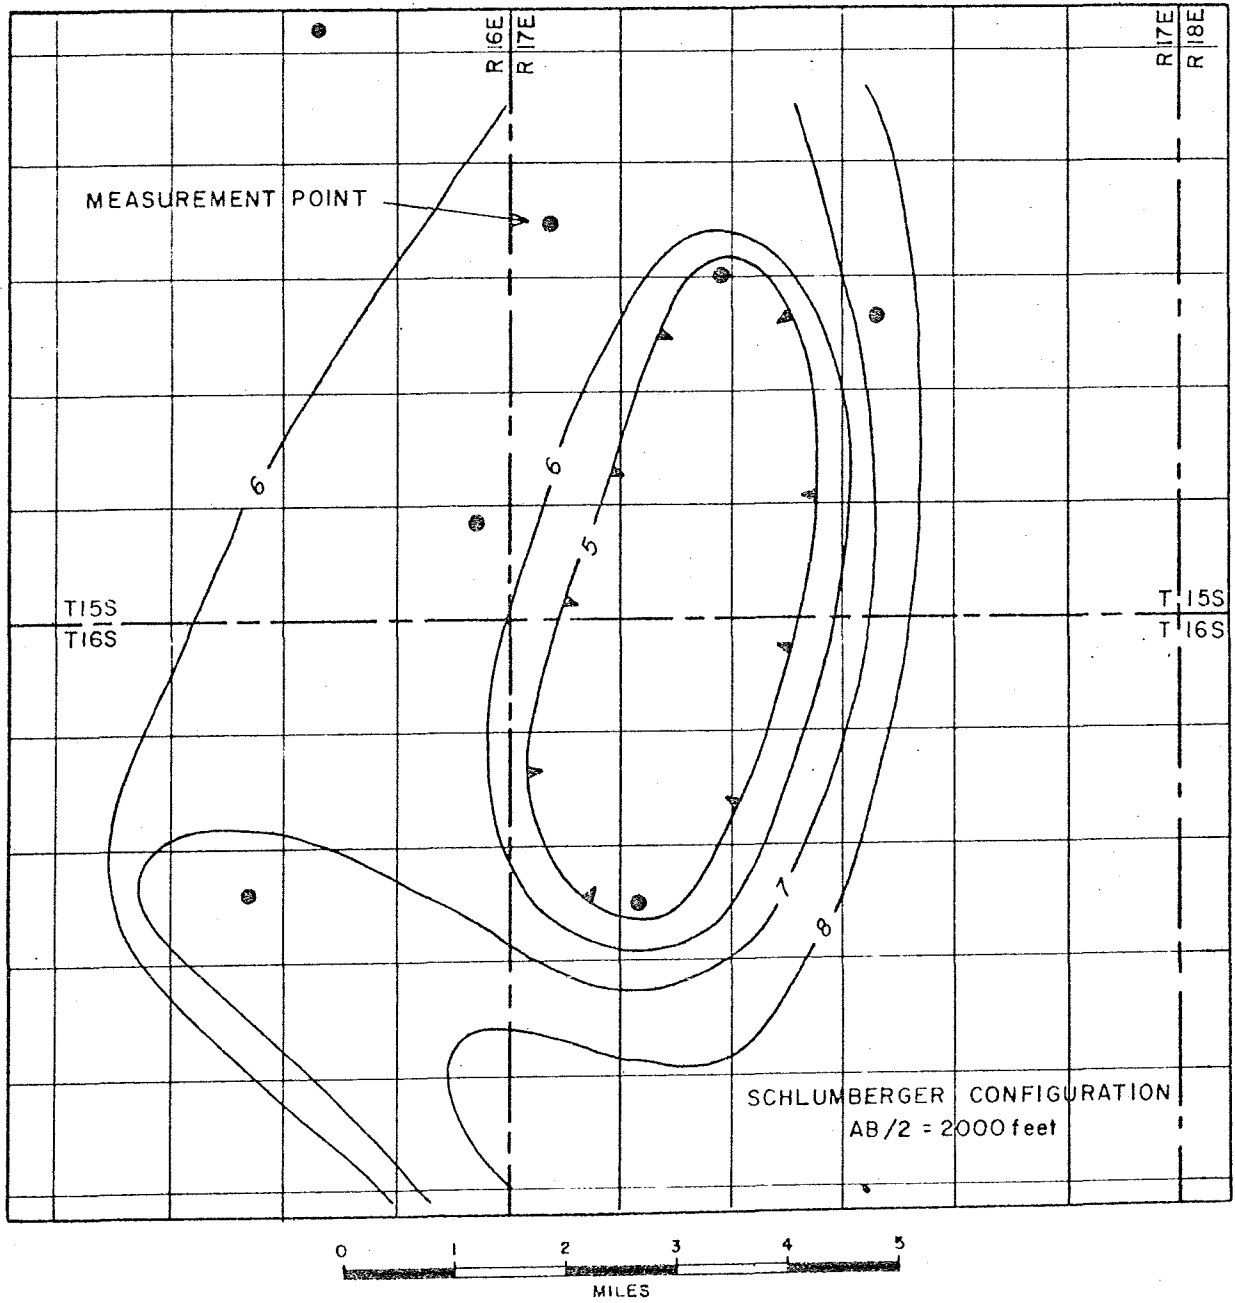 R 16E
R 17E
R 17E
R 18E
MEASUREMENT POINT
6
6
5
T15S
T16S
T 15S
T 16S
7
8
SCHLUMBERGER CONFIGURATION
AB/2 = 2000 feet
0 1 2 3 4 5
MILES